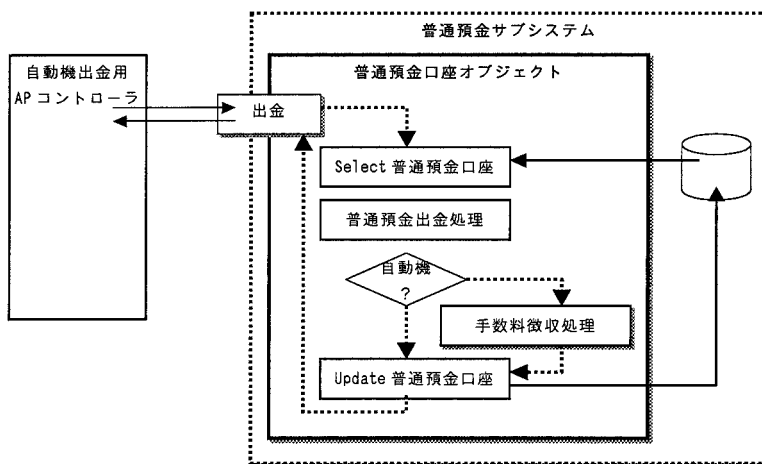 普通預金サブシステム
自動機出金用
APコントローラ
普通預金口座オブジェクト
出金
Select 普通預金口座
普通預金出金処理
自動機
?
手数料徴収処理
Update 普通預金口座